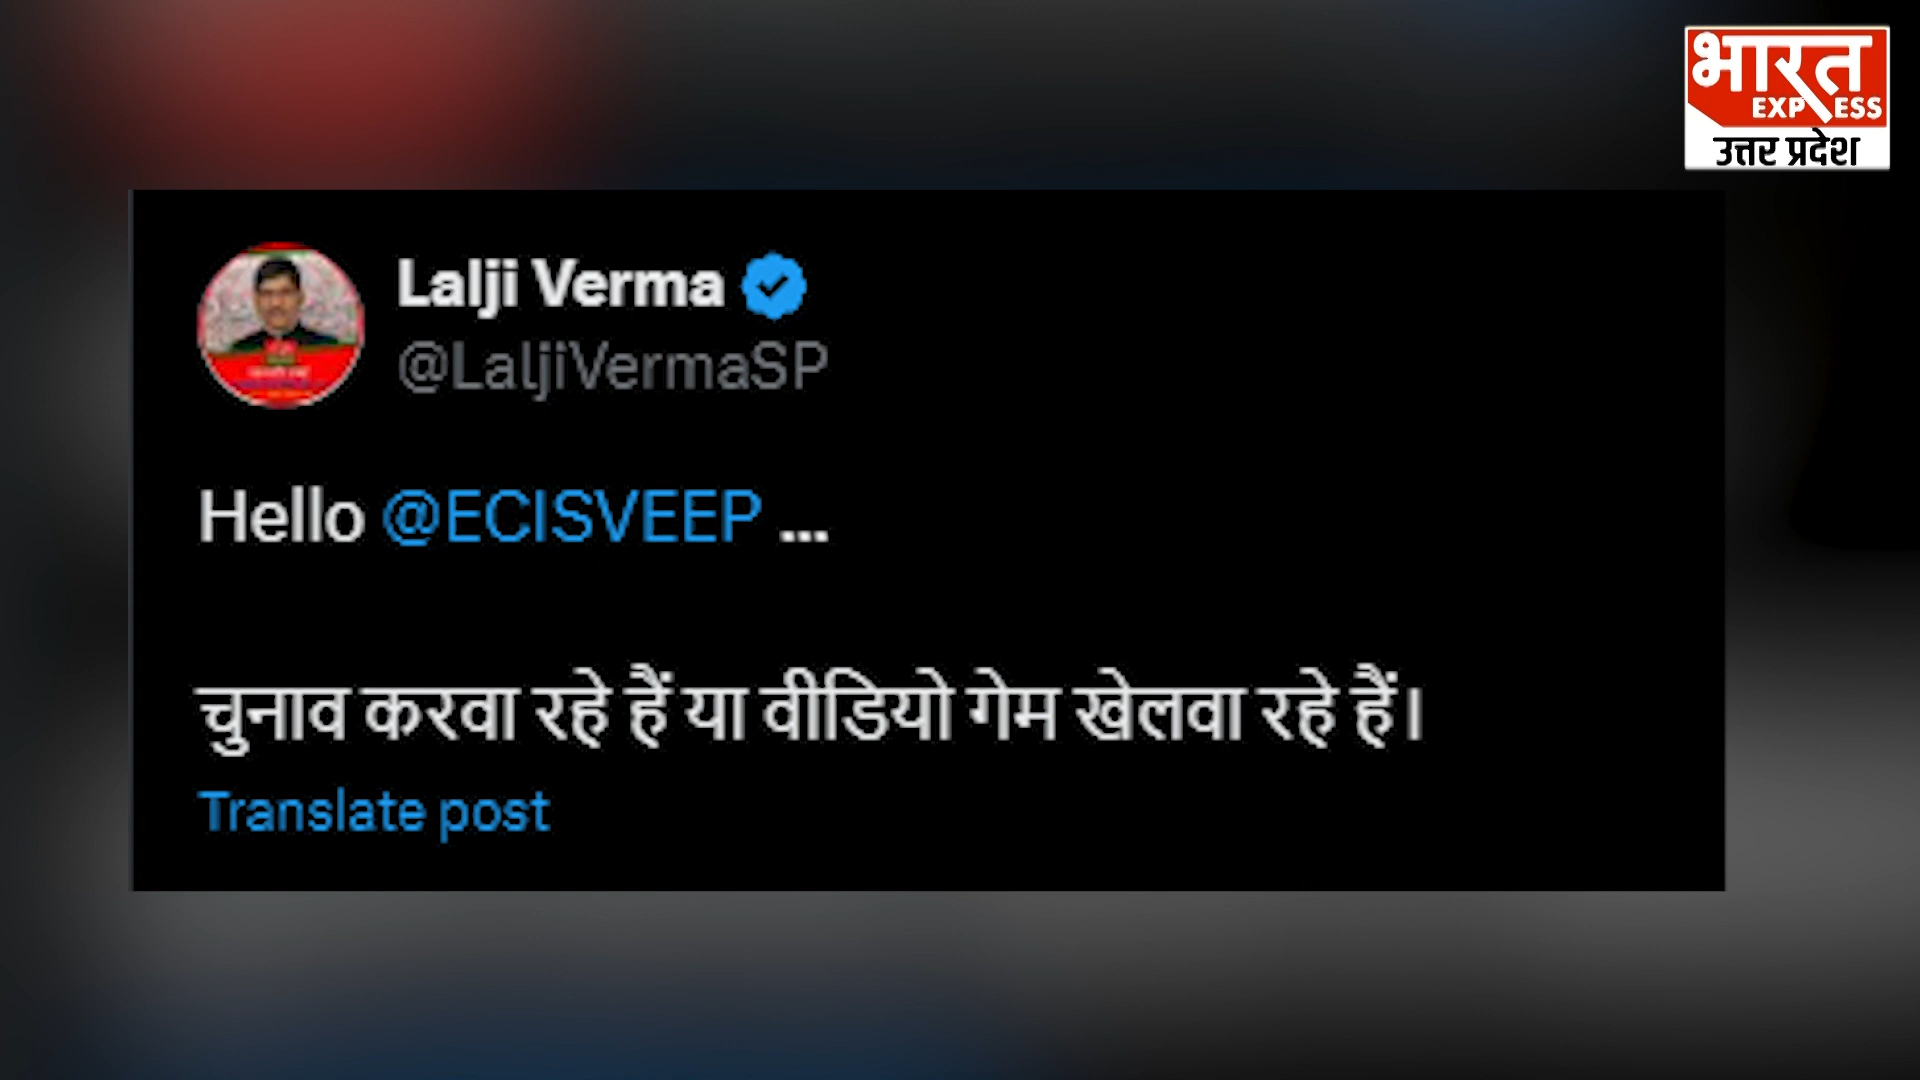 भारत
EXPRESS
उत्तर प्रदेश
Lalji Verma
@LaljiVermaSP
Hello @ECISVEEP ...
चुनाव करवा रहे हैं या वीडियो गेम खेलवा रहे हैं।
Translate post